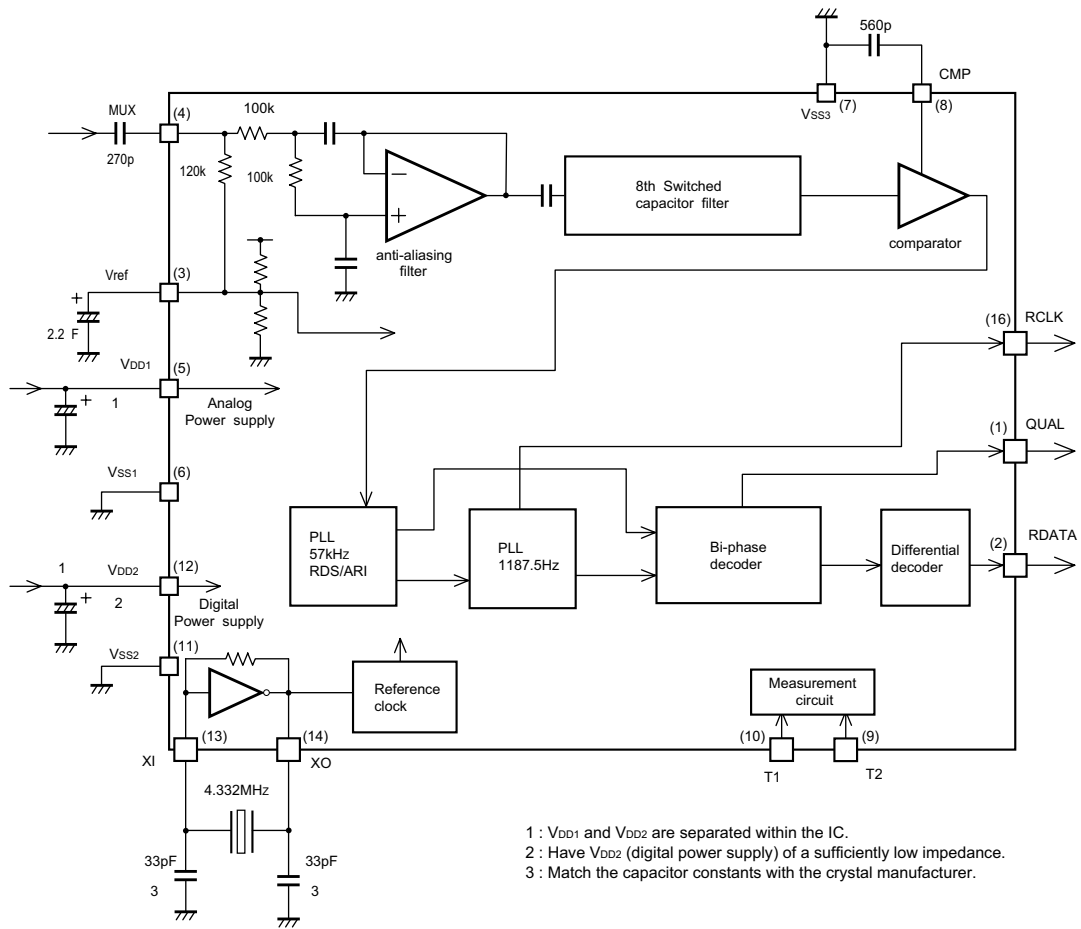 560p
CMP
VSS3
(7)
(8)
MUX
(4)
100k
270p
120k
100k
8th Switched
capacitor filter
comparator
anti-aliasing
filter
Vref
(3)
+
2.2 F
(16)
RCLK
VDD1
(5)
+
1
Analog
Power supply
(1)
QUAL
VSS1
(6)
PLL
57kHz
RDS/ARI
PLL
1187.5Hz
Bi-phase
decoder
Differential
decoder
(2)
RDATA
1
VDD2
(12)
+
2
Digital
Power supply
VSS2
(11)
Reference
clock
Measurement
circuit
(13)
(14)
XI
XO
(10)
(9)
T1
T2
4.332MHz
33pF
3
33pF
3
1 : VDD1 and VDD2 are separated within the IC.
2 : Have VDD2 (digital power supply) of a sufficiently low impedance.
3 : Match the capacitor constants with the crystal manufacturer.